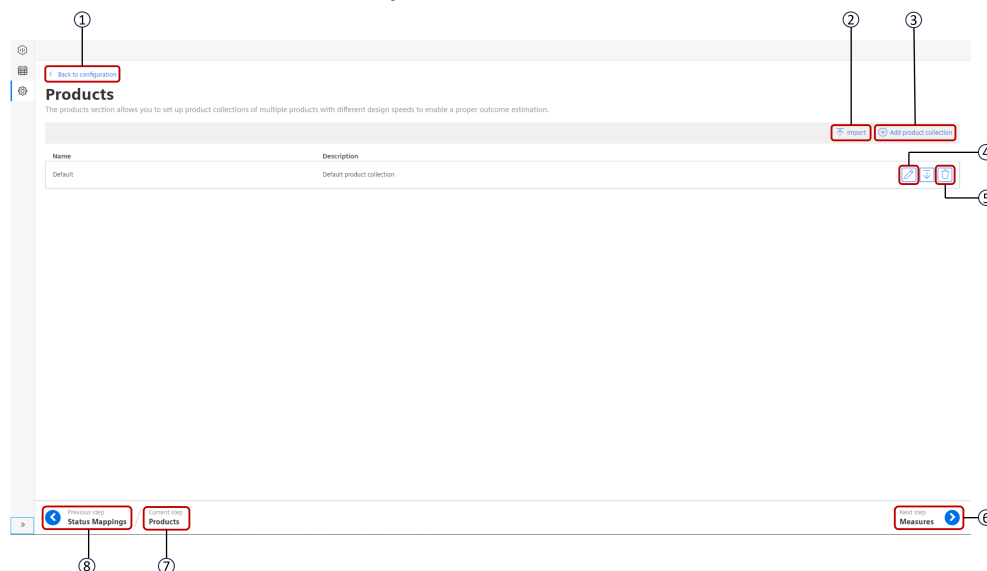 1 2 3
Back to configuration
Products
The products section allows you to set up product collections of multiple products with different design speeds to enable a proper outcome estimation.
Import Add product collection
4
Name Description
Default Default product collection
5
Previous step Current step Next step
Status Mappings / Products Measures
6
8 7